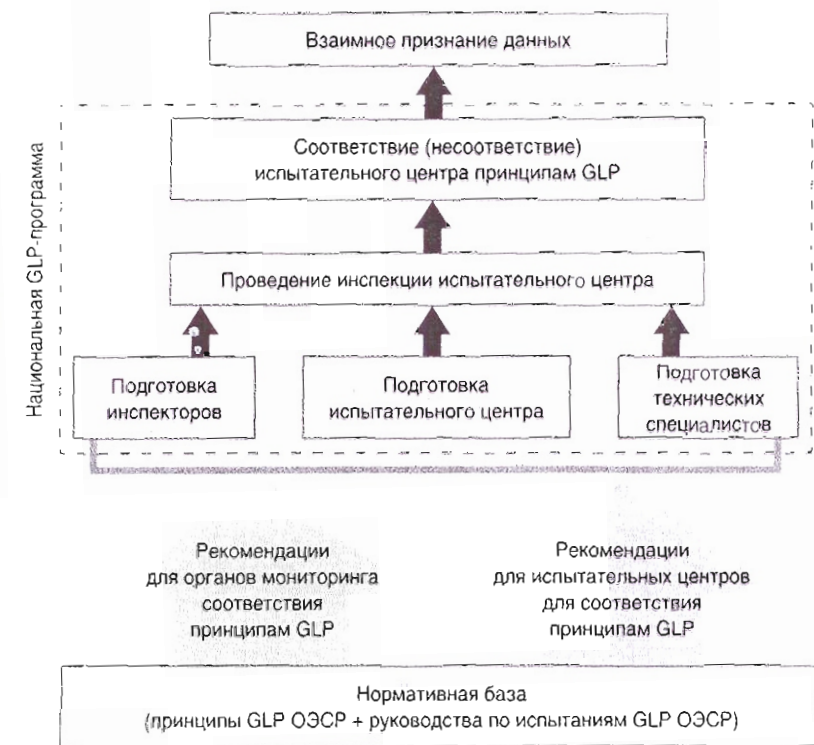 Взаимное признание данных
Национальная GLP-программа
Соответствие (несоответствие)
испытательного центра принципам GLP
Проведение инспекции испытательного центра
Подготовка
инспекторов
Подготовка
испытательного центра
Подготовка
технических
специалистов
Рекомендации
для органов мониторинга
соответствия
принципам GLP
Рекомендации
для испытательных центров
для соответствия
принципам GLP
Нормативная база
(принципы GLP ОЭСР + руководства по испытаниям GLP ОЭСР)